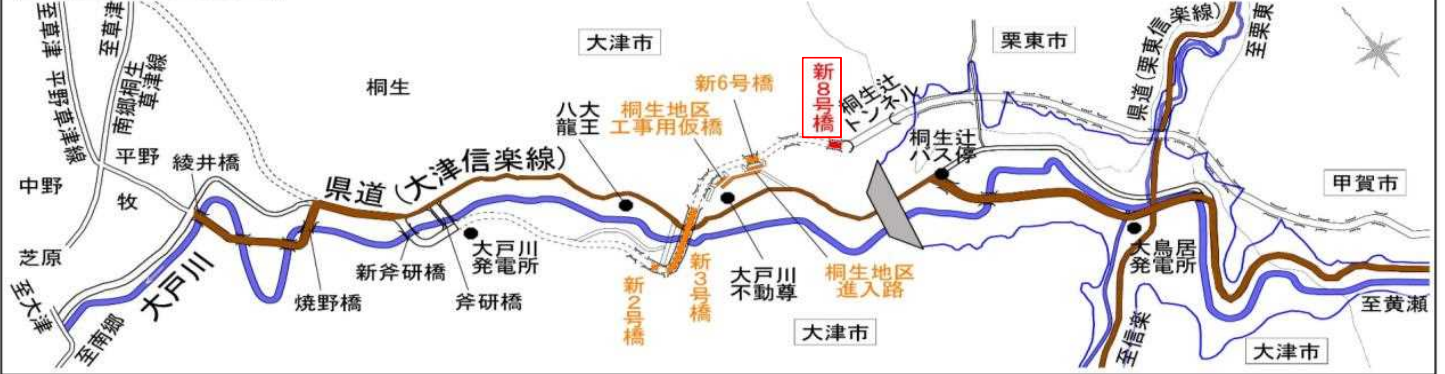 至草津 平野草津線
至草津
南郷桐生
草津線
桐生
大津市
栗東市
甲賀市
大津市
大津市
県道(栗東信楽線)
至栗東
新8号橋
新6号橋
桐生地区
工事用仮橋
八大
龍王
桐生辻
トンネル
桐生辻
バス停
平野
中野
牧
芝原
綾井橋
県道(大津信楽線)
大戸川
焼野橋
新斧研橋
斧研橋
大戸川
発電所
新2号橋
新3号橋
大戸川
不動尊
桐生地区
進入路
大鳥居
発電所
至黄瀬
至信楽
至大津
至南郷